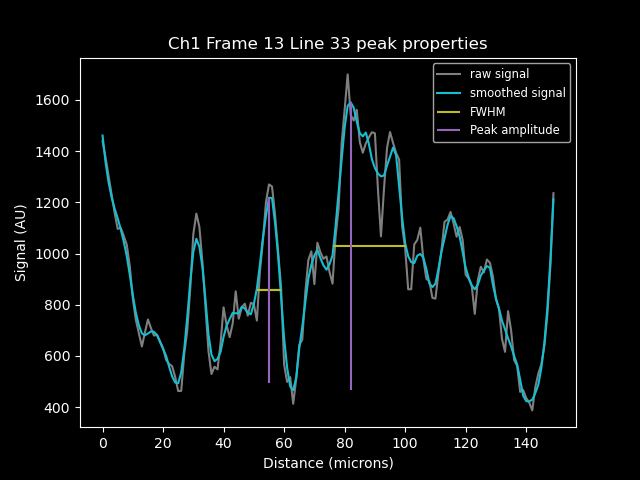 Ch1 Frame 13 Line 33 peak properties
raw signal
smoothed signal
FWHM
Peak amplitude
Signal (AU)
1600
1400
1200
1000
800
600
400
0 20 40 60 80 100 120 140
Distance (microns)